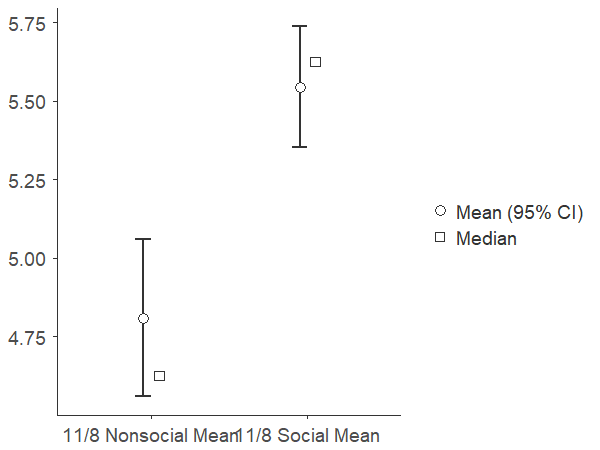 5.75
5.50
5.25
5.00
4.75
11/8 Nonsocial Mean
11/8 Social Mean
Mean (95% CI)
Median